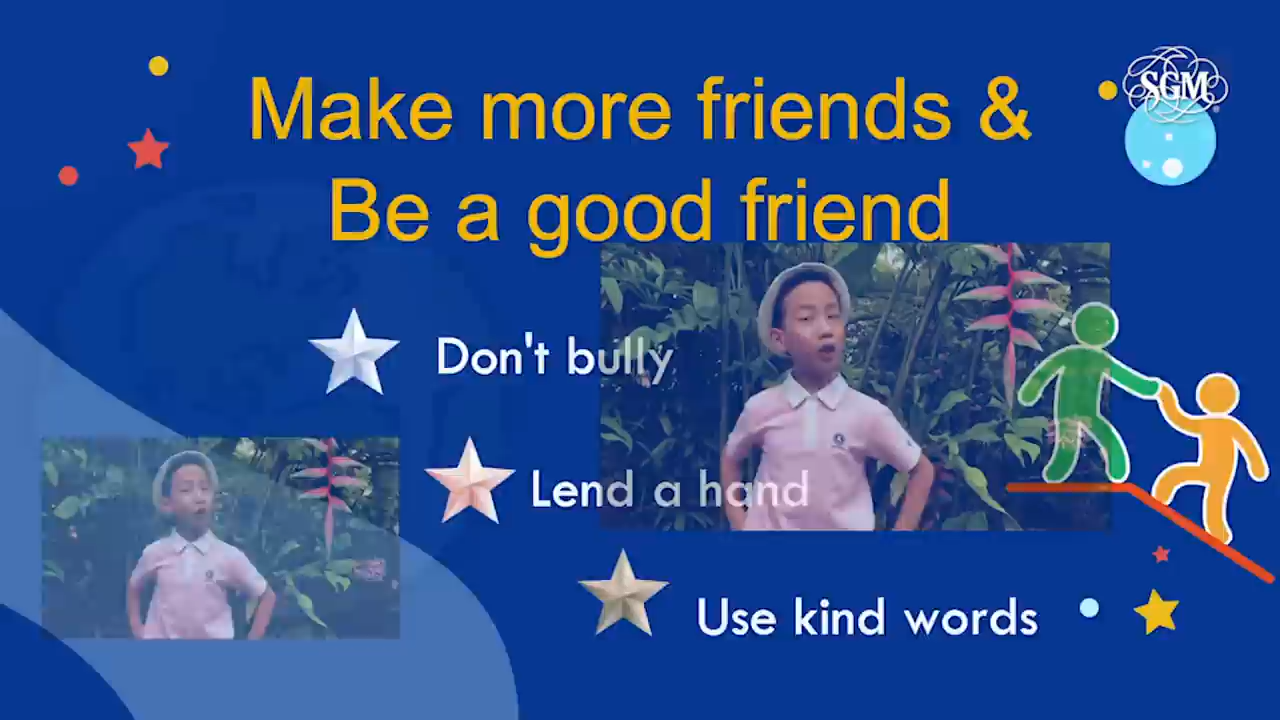 Make more friends &
Be a good friend
SGM
Don't bully
Lend a hand
Use kind words